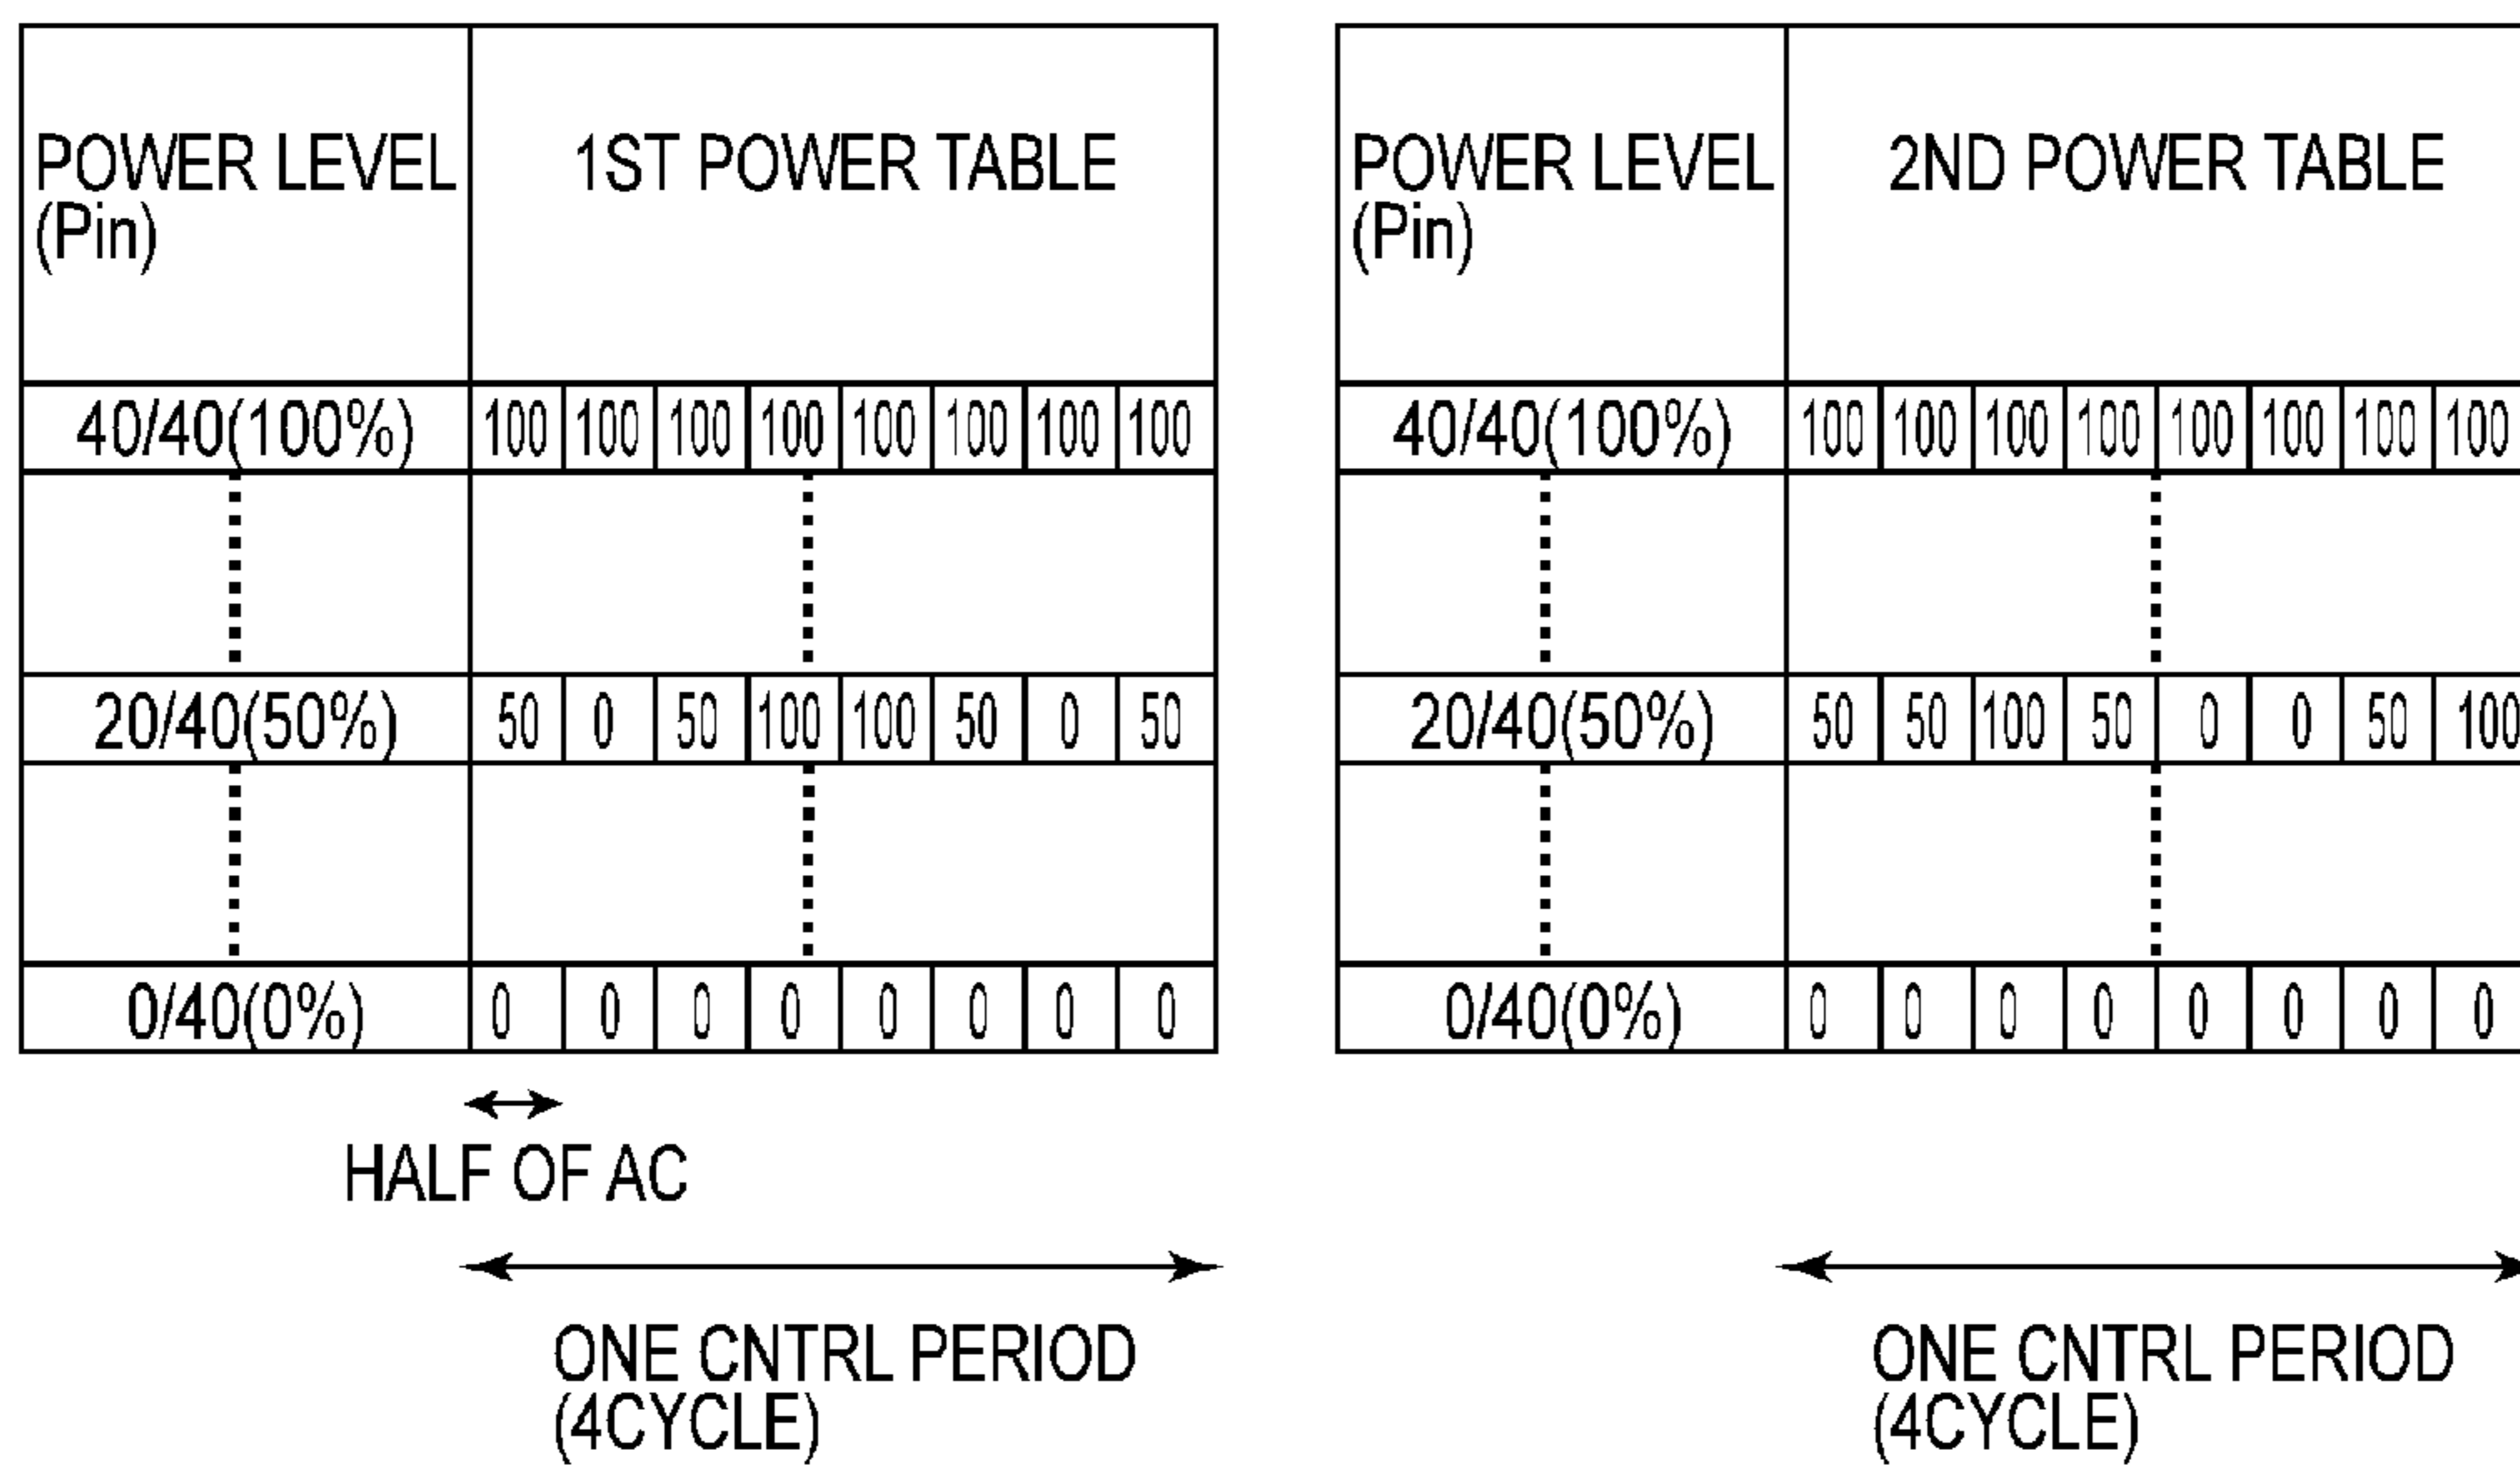 POWER LEVEL
(Pin)
1ST POWER TABLE
40/40(100%) 100 100 100 100 100 100 100 100
20/40(50%) 50 0 50 100 100 50 0 50
0/40(0%) 0 0 0 0 0 0 0 0
HALF OF AC
ONE CNTRL PERIOD
(4CYCLE)
POWER LEVEL
(Pin)
2ND POWER TABLE
40/40(100%) 100 100 100 100 100 100 100 100
20/40(50%) 50 50 100 50 0 0 50 100
0/40(0%) 0 0 0 0 0 0 0 0
ONE CNTRL PERIOD
(4CYCLE)